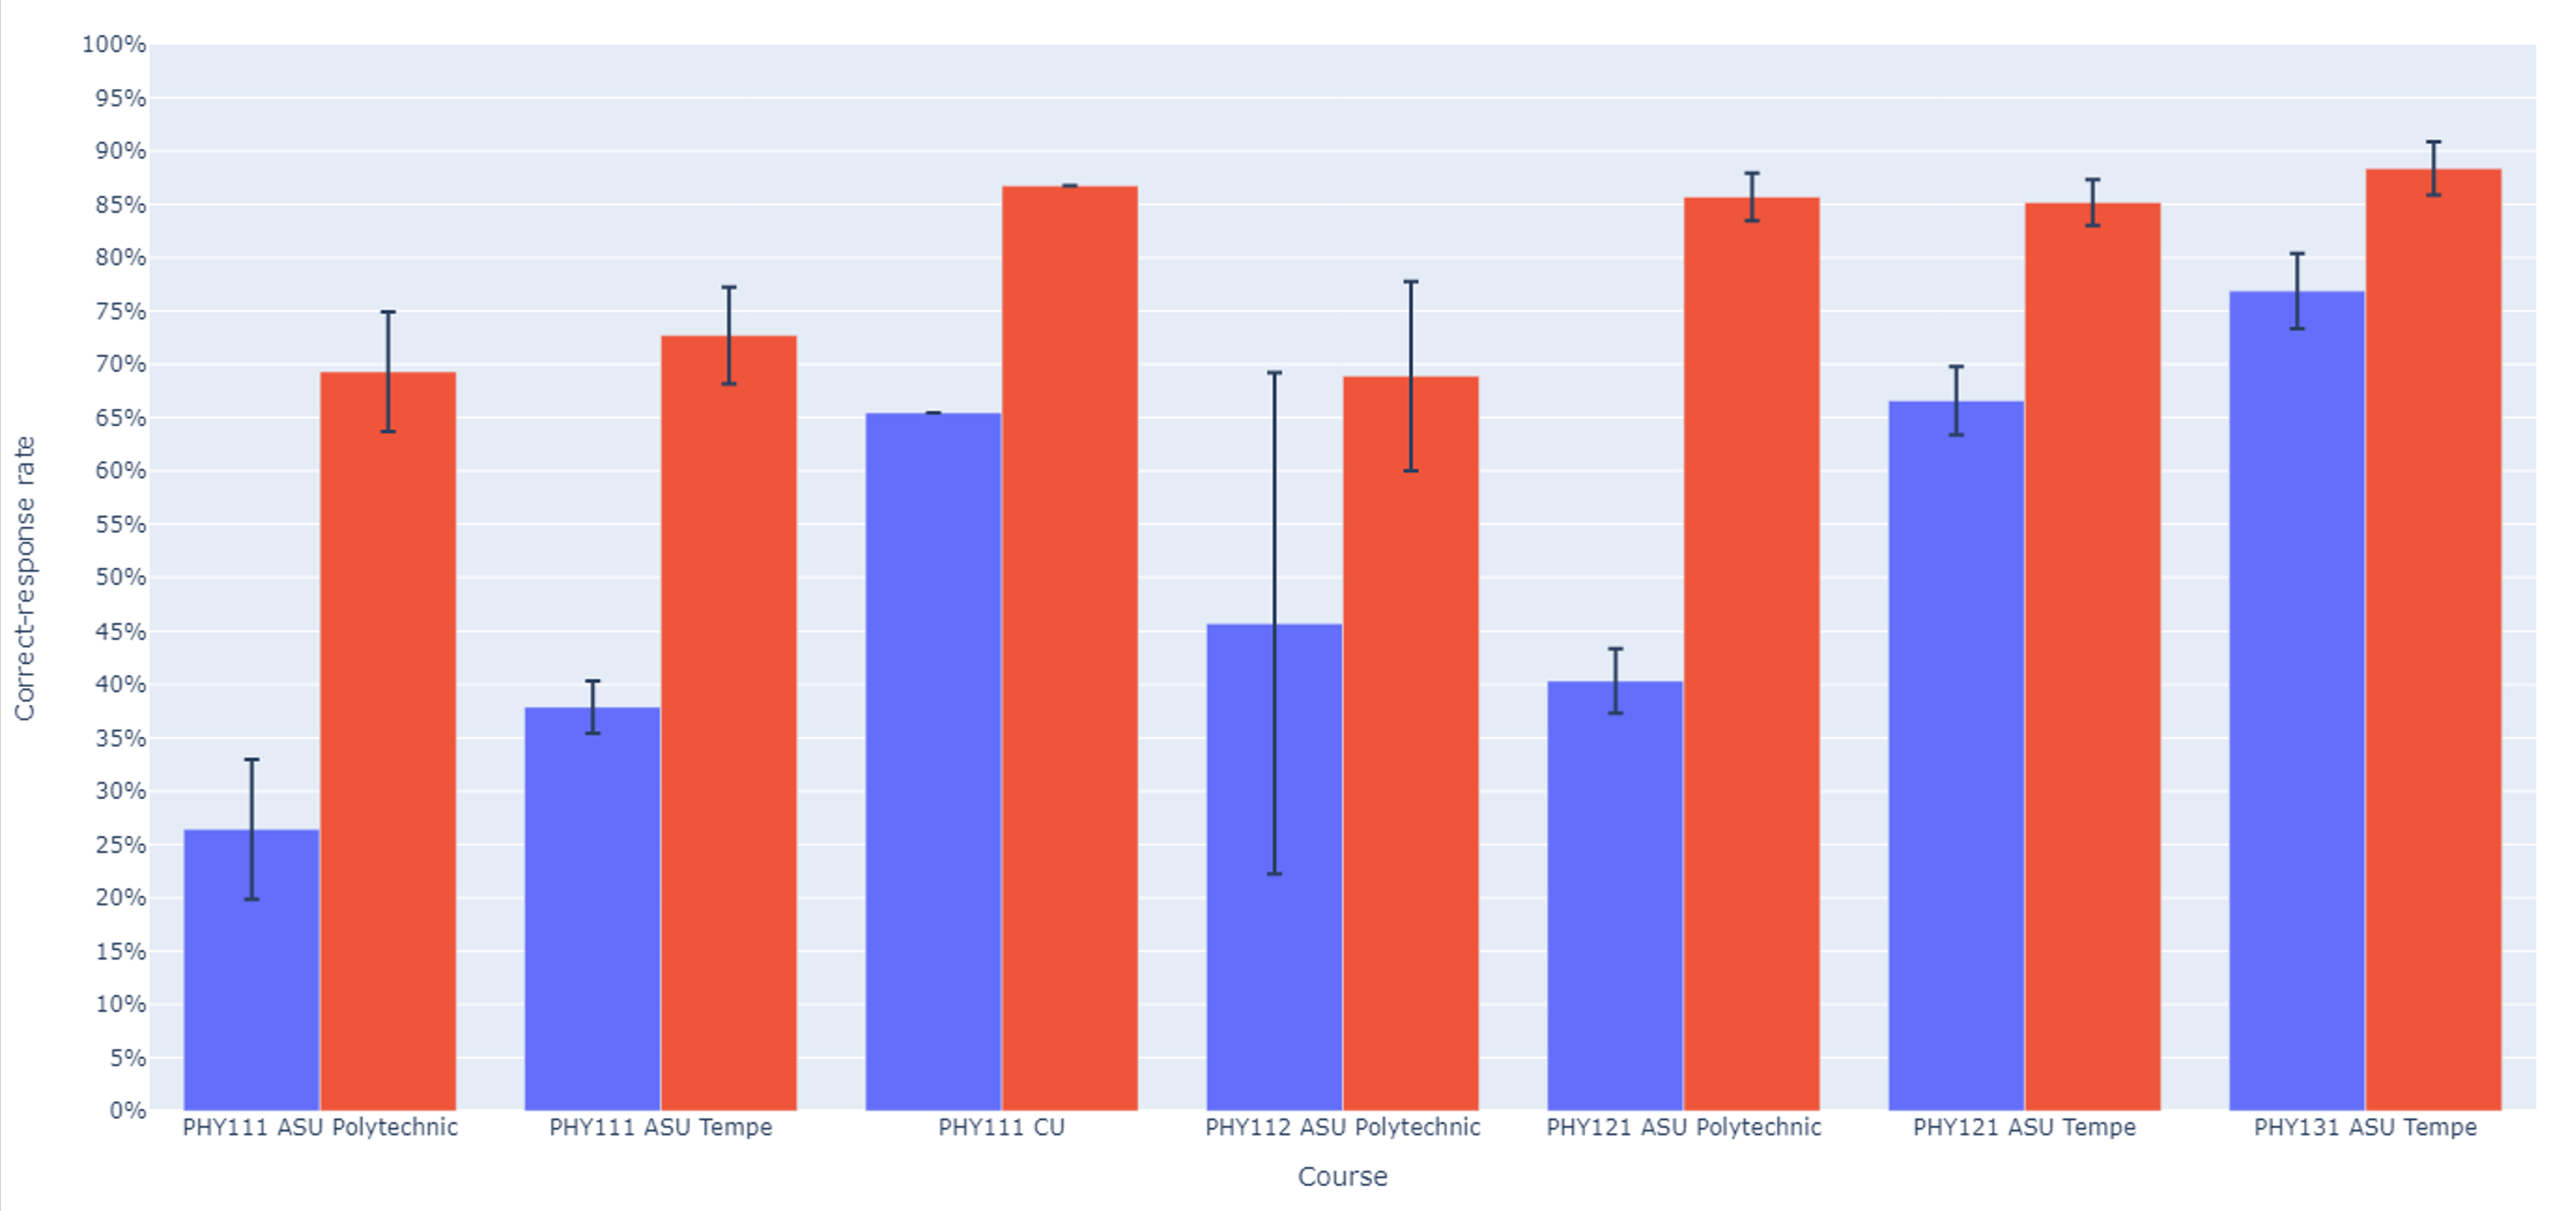 100%
95%
90%
85%
80%
75%
70%
65%
60%
55%
50%
45%
40%
35%
30%
25%
20%
15%
10%
5%
0%
Correct-response rate
PHY111 ASU Polytechnic
PHY111 ASU Tempe
PHY111 CU
PHY112 ASU Polytechnic
PHY121 ASU Polytechnic
PHY121 ASU Tempe
PHY131 ASU Tempe
Course